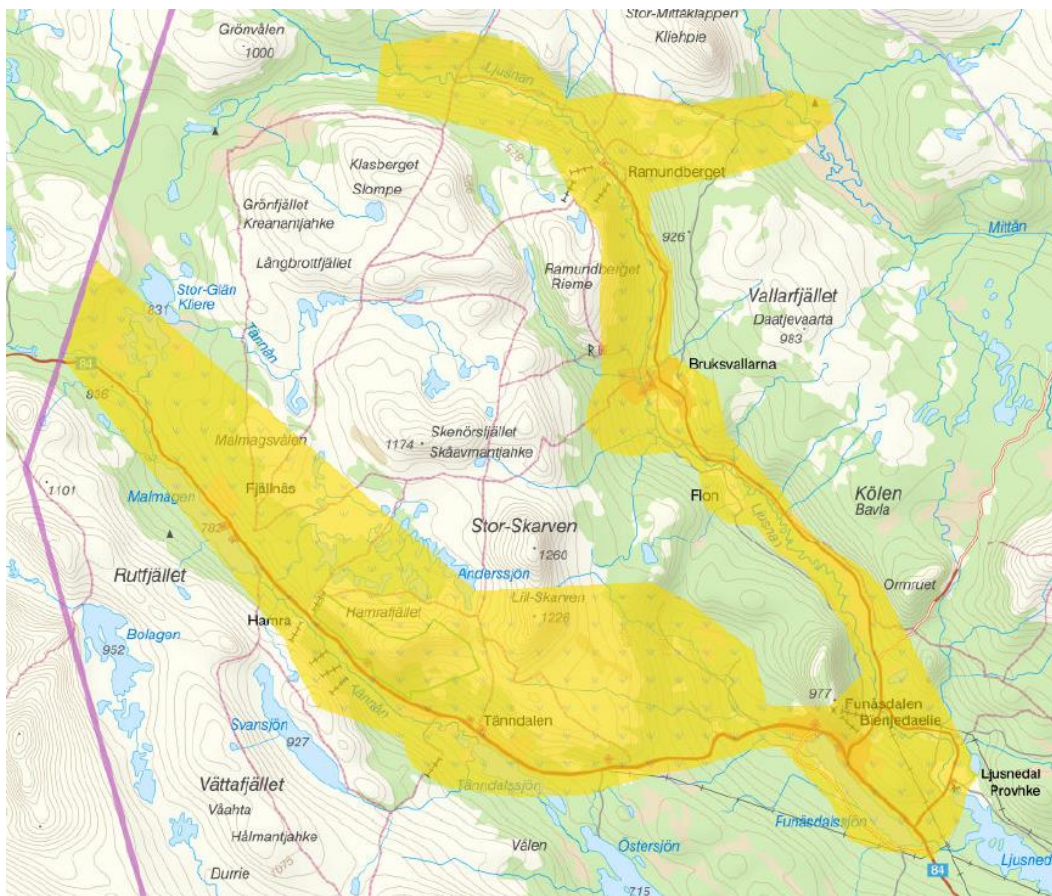 Stor-Mittåklappen
Kliehpie
Grönvålen
1000
Ljusnan
Klasberget
Slompe
Ramundberget
Grönfjället
Kreanantjahke
926
Mittån
Långbrottfjället
Ramundberget
Rieme
Stor-Glän
Kliere
831
Vallarfjället
Daatjevaarta
983
Tännån
84
Bruksvallarna
836
Malmagsvålen
1174
Skenörsfjället
Skåavmantjahke
1101
Malmagen
Fjällnäs
Flon
Kölen
Bavla
782
Stor-Skarven
1260
Ljusnan
Rutfjället
Anderssjön
Ormruet
Hamra
Hamrafjället
Lill-Skarven
1226
Bolagen
952
Tännån
977
Funäsdalen
Bienjedaelie
Svansjön
927
Tänndalen
Ljusnedal
Provhke
Vättafjället
Våahta
Tänndalssjön
Hålmantjahke
Funäsdalssjön
Durrie
1075
Vålen
Östersjön
715
84
Ljusned